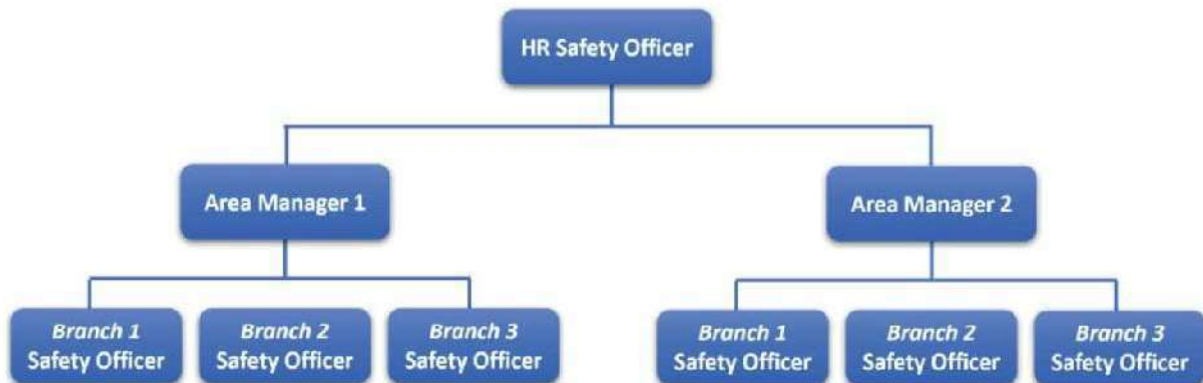 HR Safety Officer
Area Manager 1
Area Manager 2
Branch 1
Safety Officer
Branch 2
Safety Officer
Branch 3
Safety Officer
Branch 1
Safety Officer
Branch 2
Safety Officer
Branch 3
Safety Officer